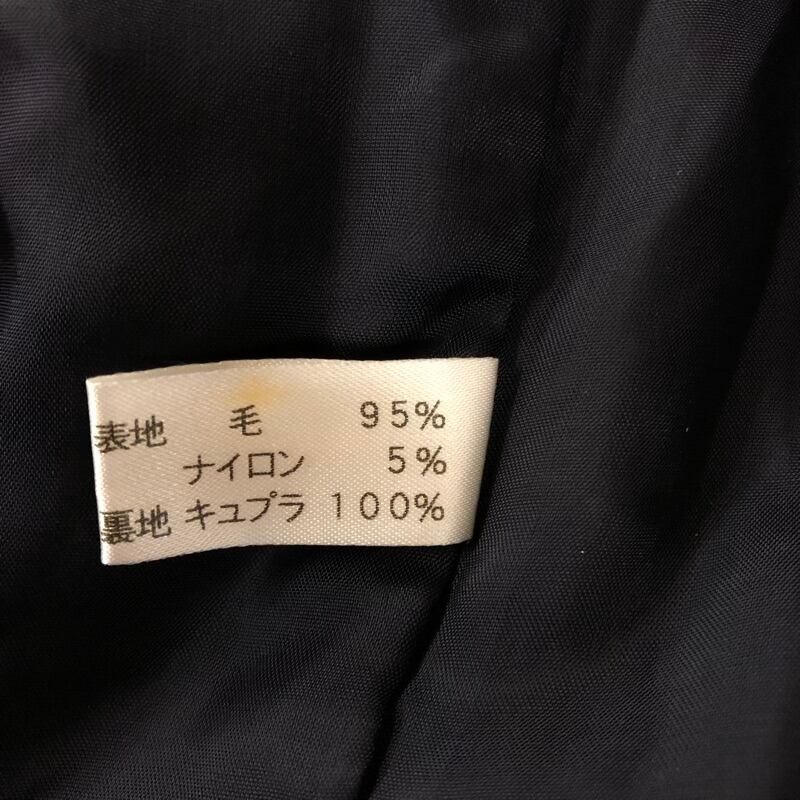 表地 毛 95%
ナイロン 5%
裏地 キュプラ 100%